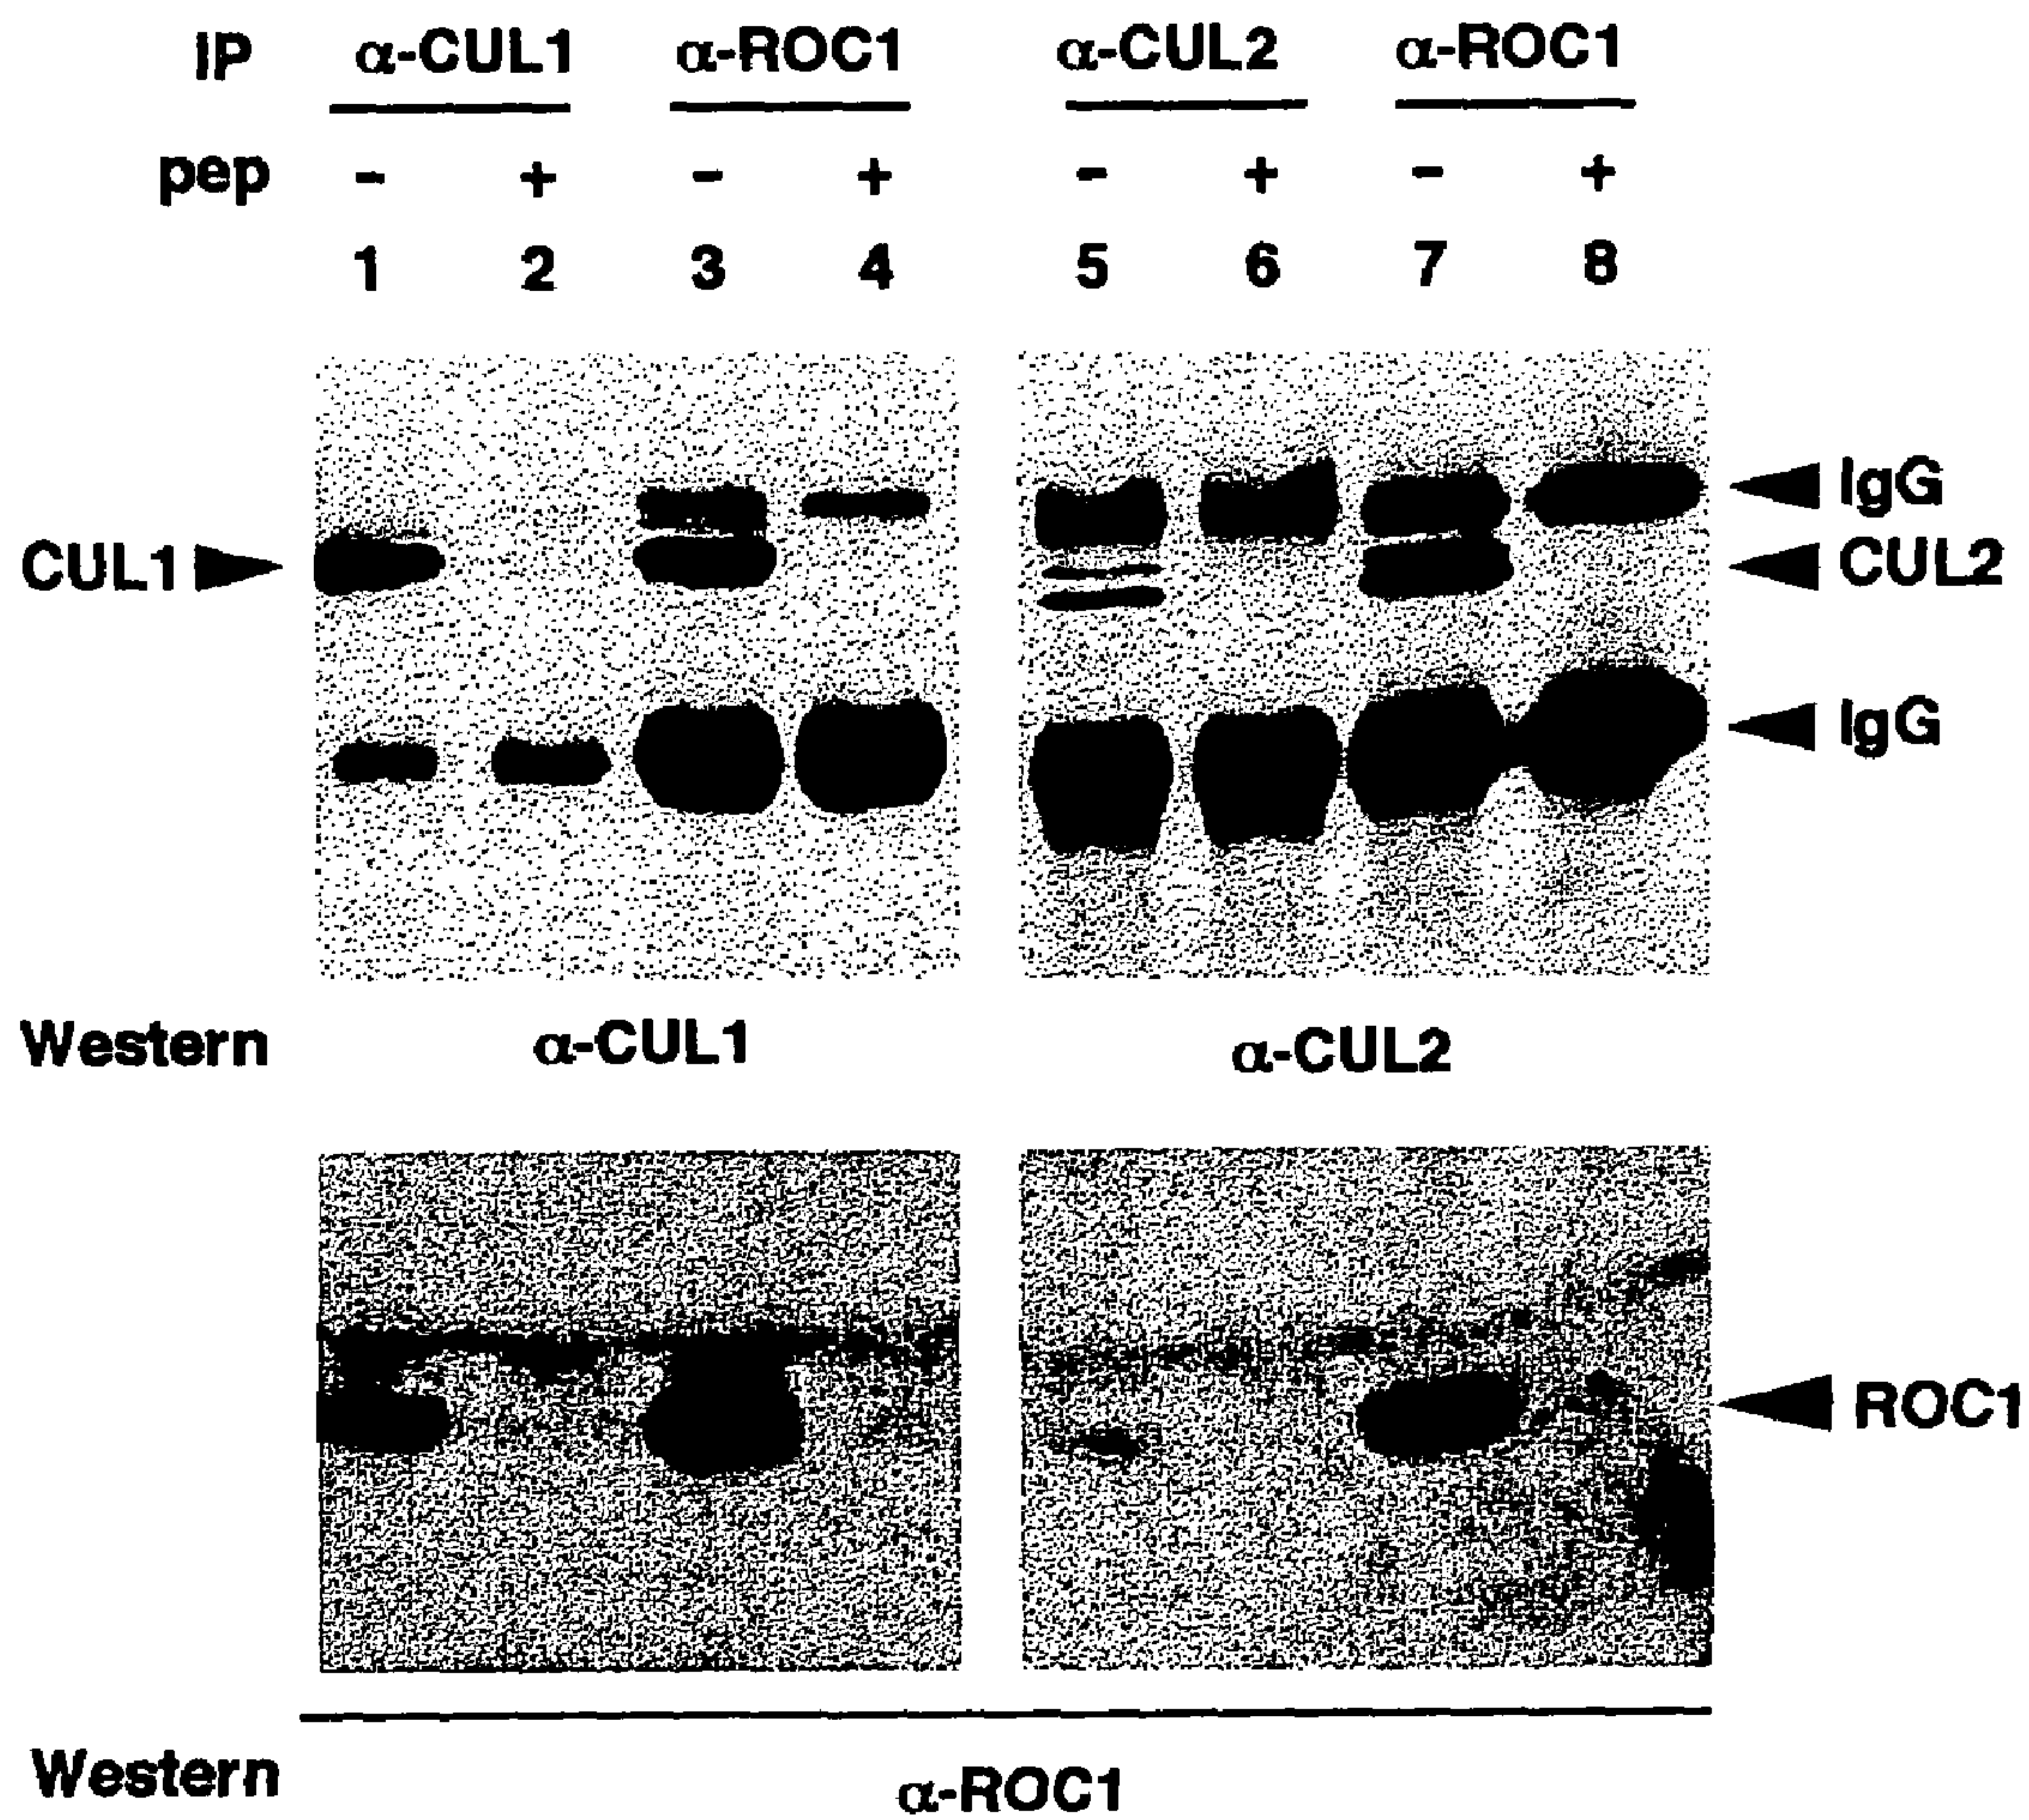 IP α-CUL1 α-ROC1 α-CUL2 α-ROC1
pep - + - + - + - +
1 2 3 4 5 6 7 8
IgG
CUL1 CUL2
IgG
Western α-CUL1 α-CUL2
ROC1
Western α-ROC1